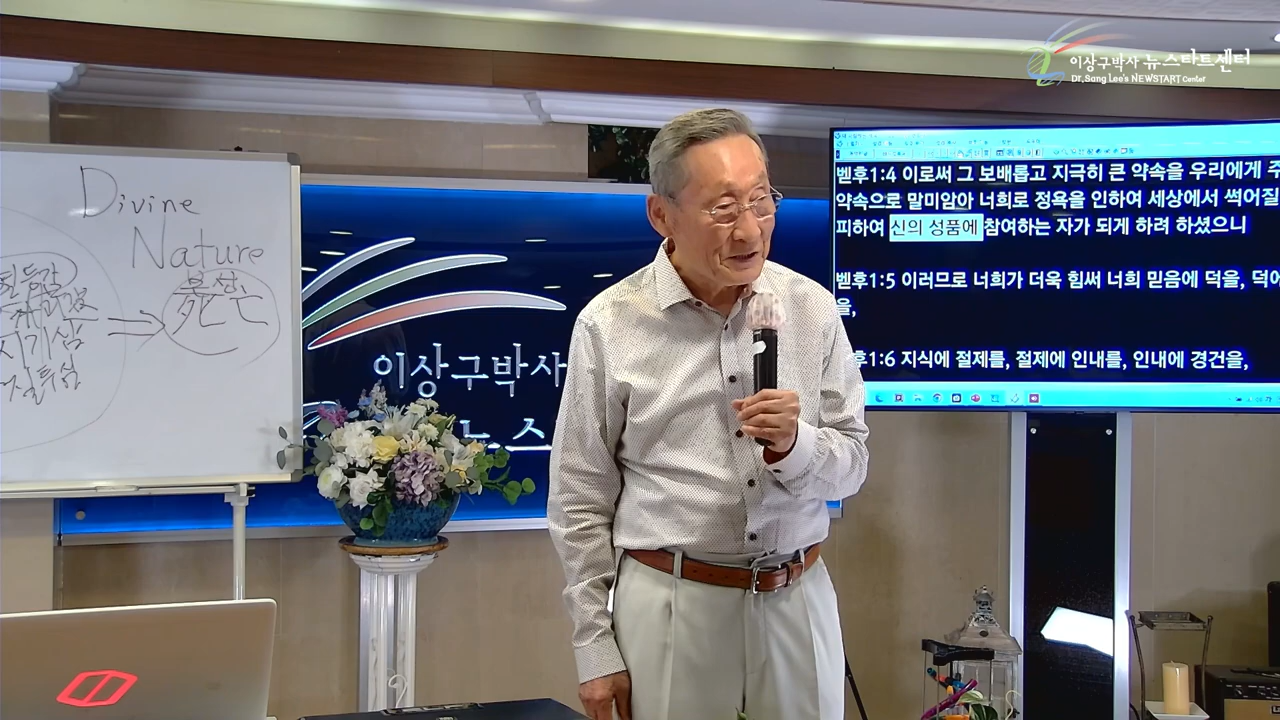 이상구박사 뉴스타트센터
Dr. Sang Lee's NEWSTART Center
Divine
Nature
死亡
이상구박사
뉴스
벧후1:4 이로써 그 보배롭고 지극히 큰 약속을 우리에게 주
약속으로 말미암아 너희로 정욕을 인하여 세상에서 썩어질
피하여 신의 성품에 참여하는 자가 되게 하려 하셨으니
벧후1:5 이러므로 너희가 더욱 힘써 너희 믿음에 덕을, 덕에
을,
후1:6 지식에 절제를, 절제에 인내를, 인내에 경건을,